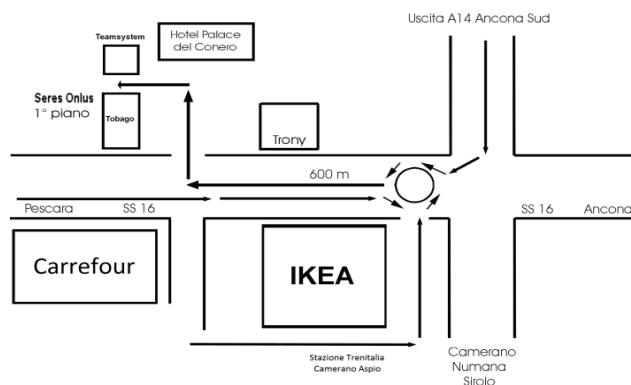 Uscita A14 Ancona Sud
Teamsystem
Hotel Palace
del Conero
Seres Onlus
1° piano
Tobago
Trony
600 m
Pescara SS 16
SS 16 Ancona
Carrefour
IKEA
Stazione Trenitalia
Camerano Aspio
Camerano
Numana
Sirolo